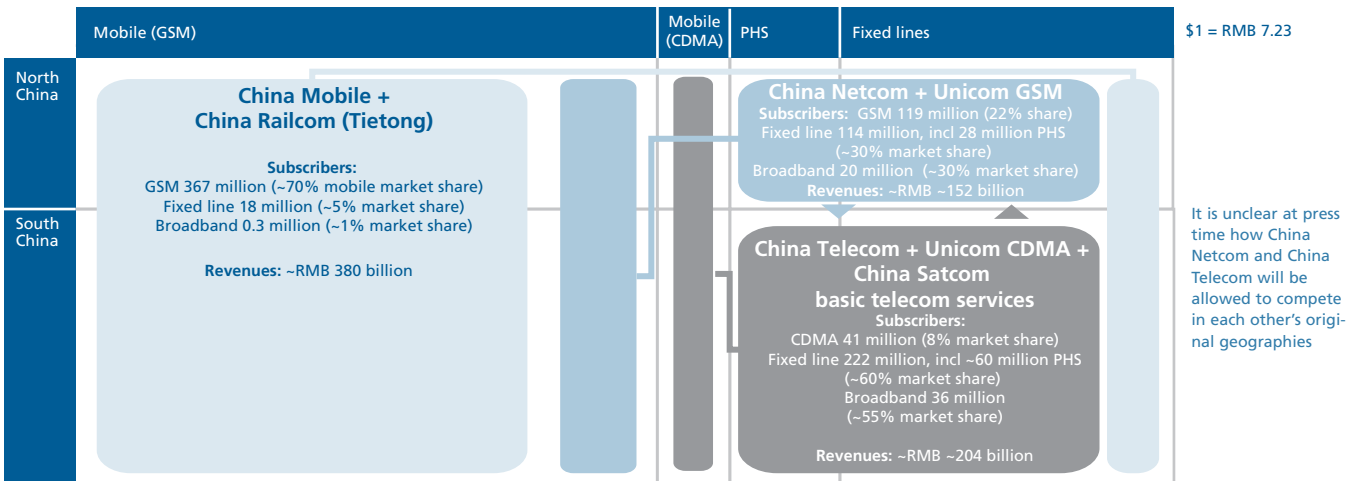 Mobile (GSM)
Mobile
(CDMA)
PHS
Fixed lines
$1 = RMB 7.23
North
China
China Mobile +
China Railcom (Tietong)
Subscribers:
GSM 367 million (~70% mobile market share)
Fixed line 18 million (~5% market share)
Broadband 0.3 million (~1% market share)
Revenues: ~RMB 380 billion
China Netcom + Unicom GSM
Subscribers: GSM 119 million (22% share)
Fixed line 114 million, incl 28 million PHS
(~30% market share)
Broadband 20 million (~30% market share)
Revenues: ~RMB ~152 billion
South
China
China Telecom + Unicom CDMA +
China Satcom
basic telecom services
Subscribers:
CDMA 41 million (8% market share)
Fixed line 222 million, incl ~60 million PHS
(~60% market share)
Broadband 36 million
(~55% market share)
Revenues: ~RMB ~204 billion
It is unclear at press
time how China
Netcom and China
Telecom will be
allowed to compete
in each other's origi-
nal geographies